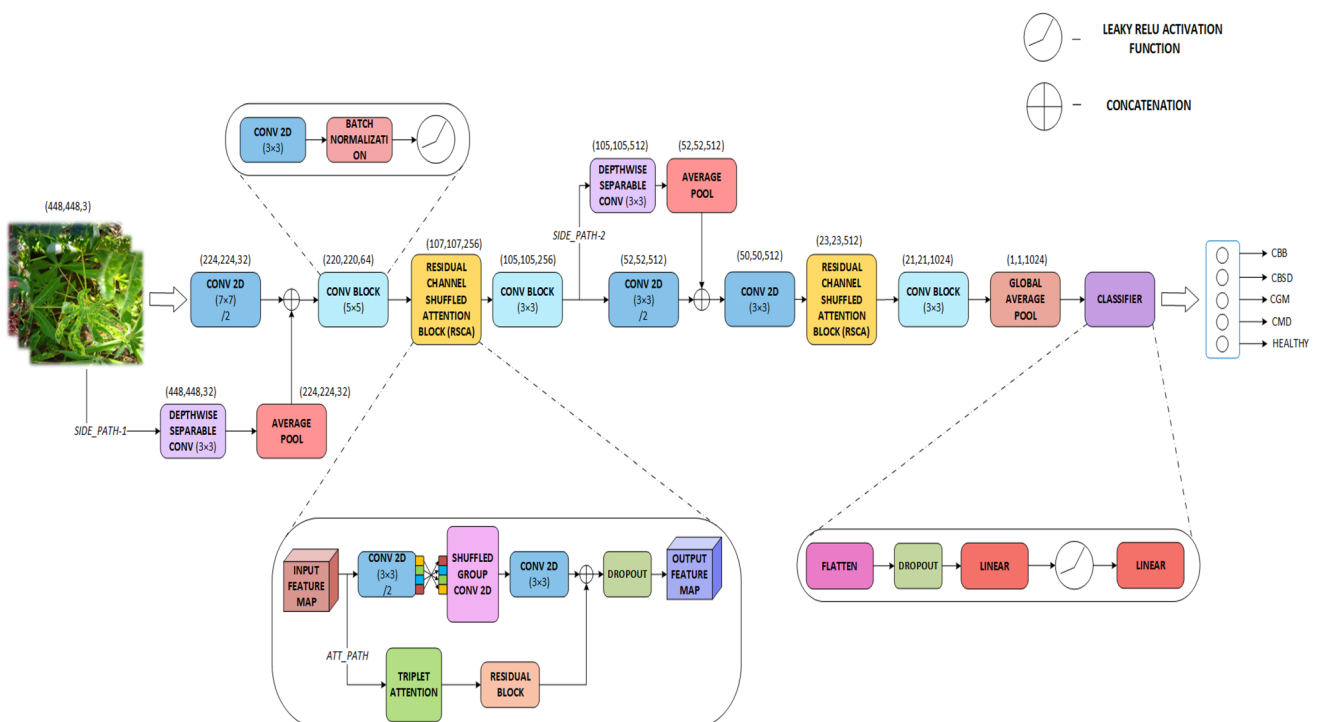 LEAKY RELU ACTIVATION
FUNCTION
CONCATENATION
CONV 2D
(3×3)
BATCH
NORMALIZATI
ON
(448,448,3)
(224,224,32)
CONV 2D
(7×7)
/2
(220,220,64)
CONV BLOCK
(5×5)
(107,107,256)
RESIDUAL
CHANNEL
SHUFFLED
ATTENTION
BLOCK (RSCA)
(105,105,256)
CONV BLOCK
(3×3)
SIDE_PATH-2
(105,105,512)
DEPTHWISE
SEPARABLE
CONV (3×3)
(52,52,512)
AVERAGE
POOL
(52,52,512)
CONV 2D
(3×3)
/2
(50,50,512)
CONV 2D
(3×3)
(23,23,512)
RESIDUAL
CHANNEL
SHUFFLED
ATTENTION
BLOCK (RSCA)
(21,21,1024)
CONV BLOCK
(3×3)
(1,1,1024)
GLOBAL
AVERAGE
POOL
CLASSIFIER
CBB
CBSD
CGM
CMD
HEALTHY
SIDE_PATH-1
(448,448,32)
DEPTHWISE
SEPARABLE
CONV (3×3)
(224,224,32)
AVERAGE
POOL
INPUT
FEATURE
MAP
CONV 2D
(3×3)
/2
SHUFFLED
GROUP
CONV 2D
CONV 2D
(3×3)
DROPOUT
OUTPUT
FEATURE
MAP
ATT_PATH
TRIPLET
ATTENTION
RESIDUAL
BLOCK
FLATTEN
DROPOUT
LINEAR
LINEAR